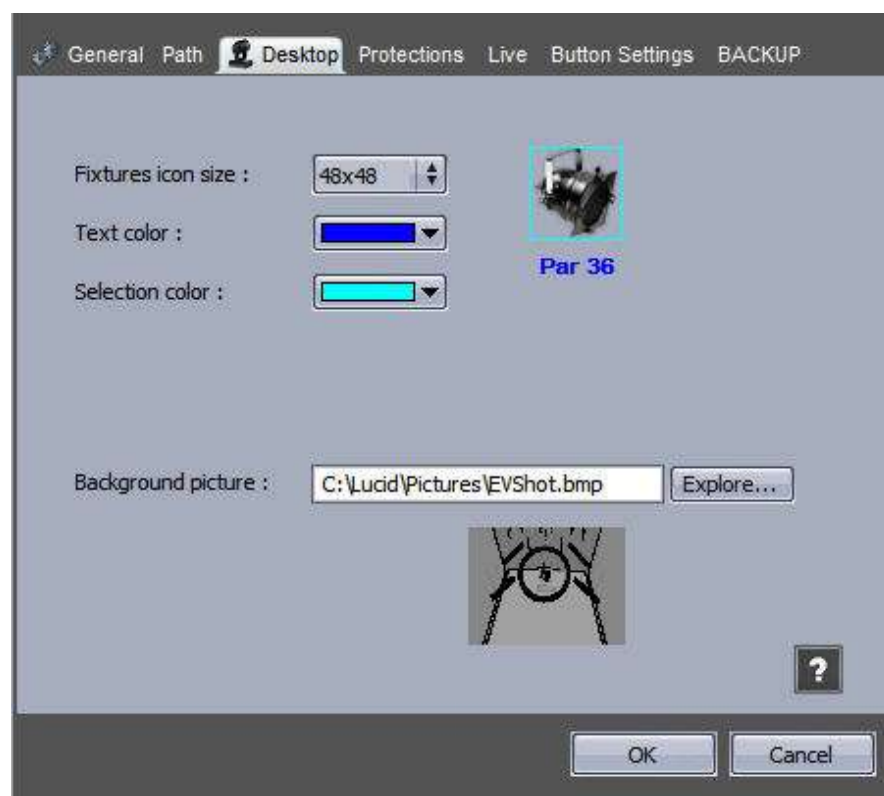 General Path Desktop Protections Live Button Settings BACKUP
Fixtures icon size : 48x48
Text color :
Par 36
Selection color :
Background picture : C:\Lucid\Pictures\EVShot.bmp Explore...
?
OK Cancel